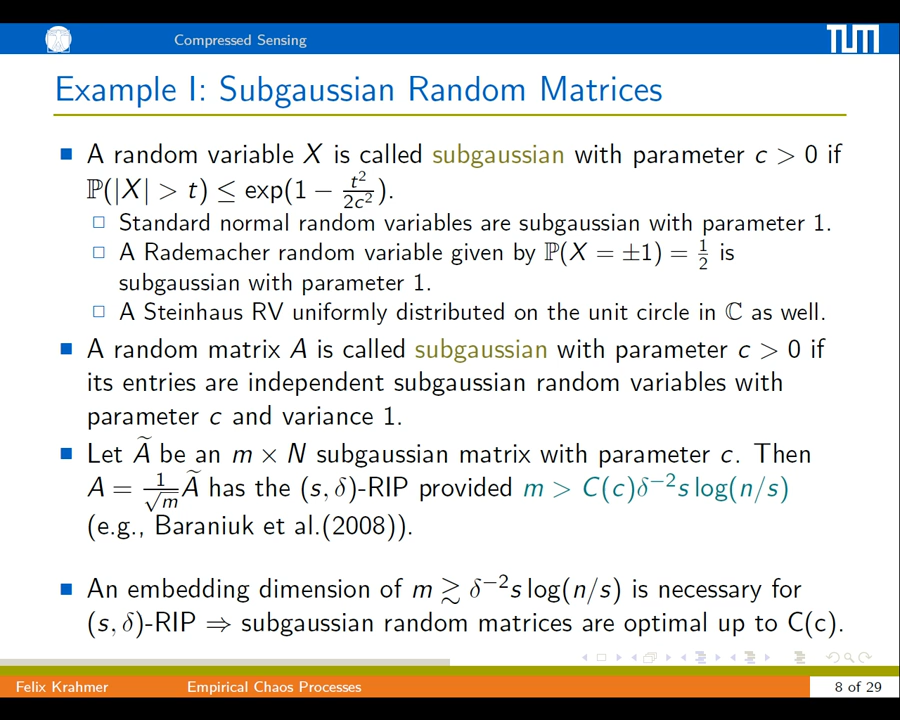 Compressed Sensing
TUM
Example I: Subgaussian Random Matrices
A random variable X is called subgaussian with parameter c > 0 if
ℙ(|X| > t) ≤ exp(1 − t²/2c²).
Standard normal random variables are subgaussian with parameter 1.
A Rademacher random variable given by ℙ(X = ±1) = 1/2 is
subgaussian with parameter 1.
A Steinhaus RV uniformly distributed on the unit circle in ℂ as well.
A random matrix A is called subgaussian with parameter c > 0 if
its entries are independent subgaussian random variables with
parameter c and variance 1.
Let Ã be an m × N subgaussian matrix with parameter c. Then
A = 1/√m Ã has the (s, δ)-RIP provided m > C(c)δ⁻²s log(n/s)
(e.g., Baraniuk et al.(2008)).
An embedding dimension of m ≳ δ⁻²s log(n/s) is necessary for
(s, δ)-RIP ⇒ subgaussian random matrices are optimal up to C(c).
Felix Krahmer
Empirical Chaos Processes
8 of 29